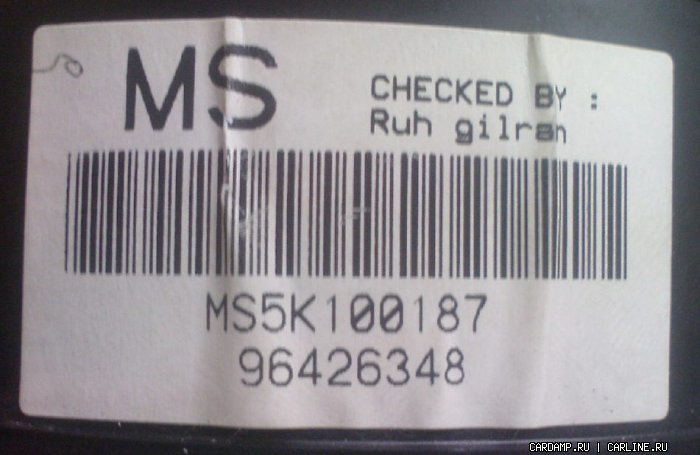 MS
CHECKED BY :
Ruh gilran
MS5K100187
96426348
CARDAMP.RU | CARLINE.RU